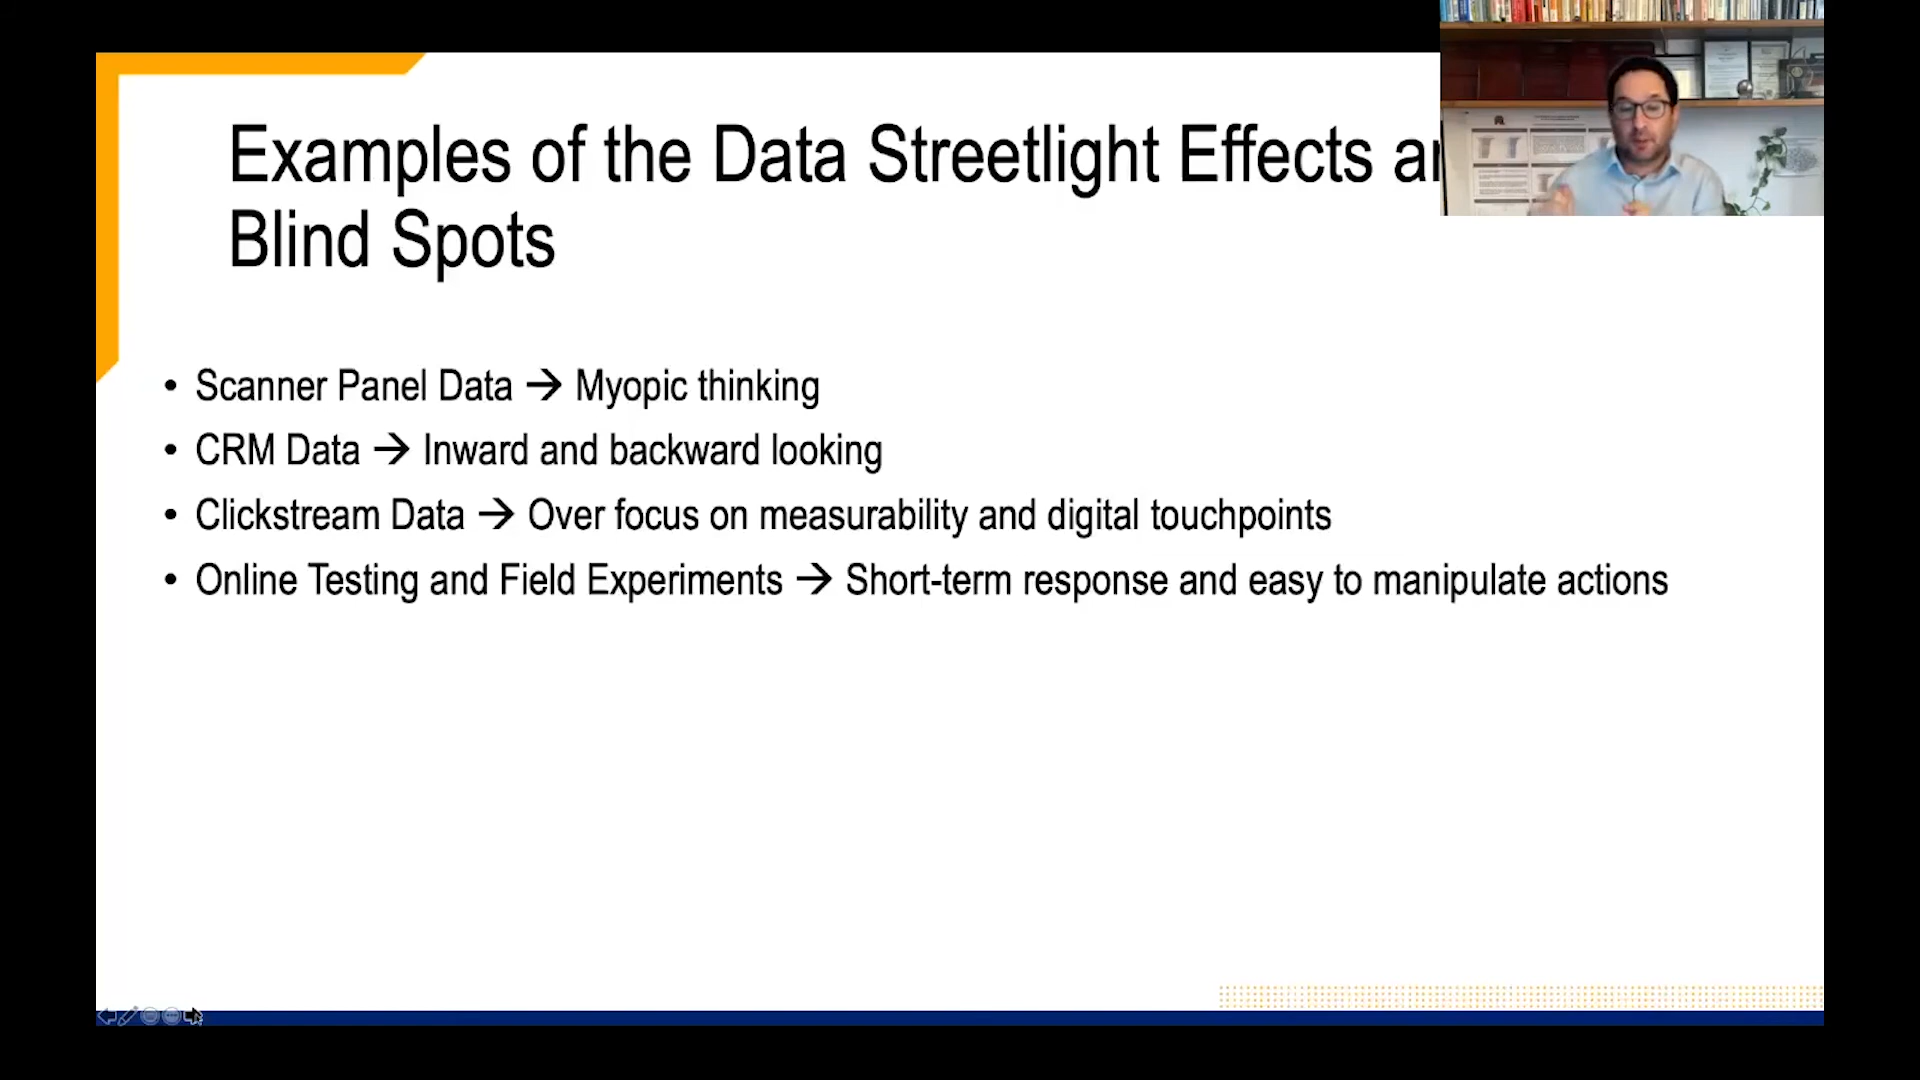 Examples of the Data Streetlight Effects
Blind Spots
• Scanner Panel Data → Myopic thinking
• CRM Data → Inward and backward looking
• Clickstream Data → Over focus on measurability and digital touchpoints
• Online Testing and Field Experiments → Short-term response and easy to manipulate actions